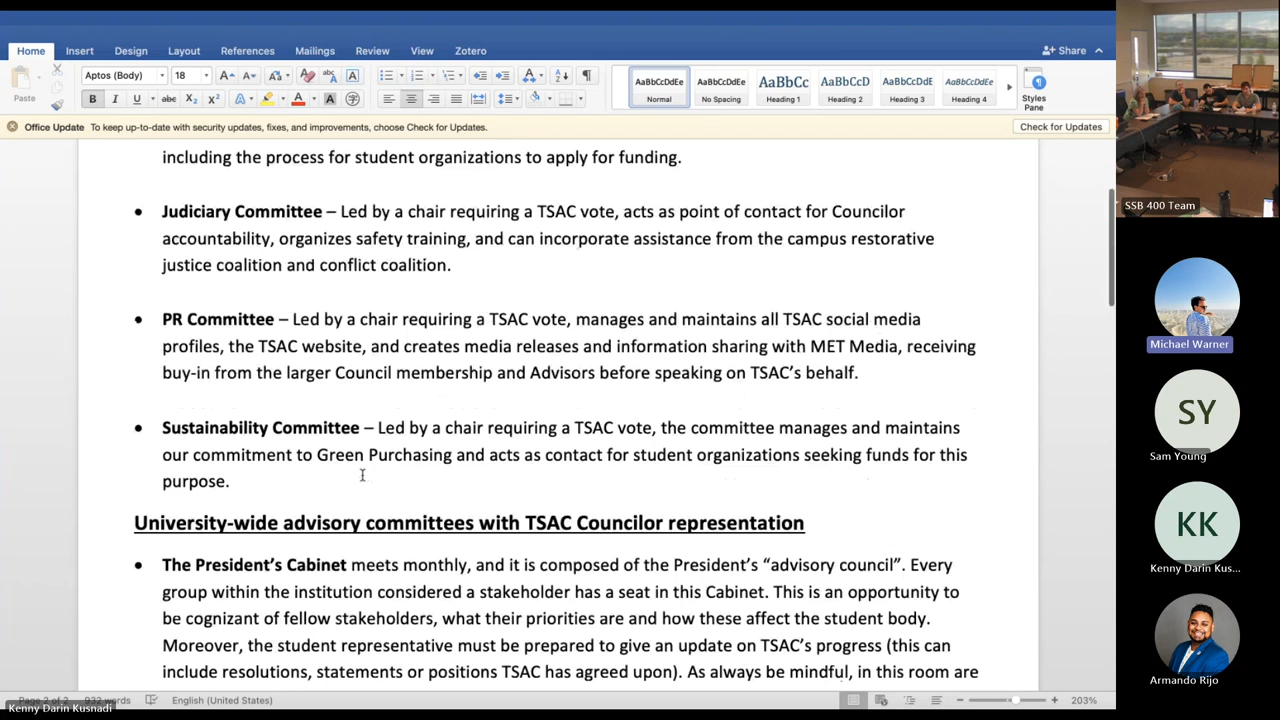 Home Insert Design Layout References Mailings Review View Zotero Share
Paste Aptos (Body) 18 AaBbCcDdEe AaBbCcDdEe AaBbCc AaBbCcD AaBbCcDdE AaBbCcDdEe
Normal No Spacing Heading 1 Heading 2 Heading 3 Heading 4 Styles Pane
Office Update To keep up-to-date with security updates, fixes, and improvements, choose Check for Updates. Check for Updates
including the process for student organizations to apply for funding.
• Judiciary Committee – Led by a chair requiring a TSAC vote, acts as point of contact for Councilor
accountability, organizes safety training, and can incorporate assistance from the campus restorative
justice coalition and conflict coalition.
• PR Committee – Led by a chair requiring a TSAC vote, manages and maintains all TSAC social media
profiles, the TSAC website, and creates media releases and information sharing with MET Media, receiving
buy-in from the larger Council membership and Advisors before speaking on TSAC's behalf.
• Sustainability Committee – Led by a chair requiring a TSAC vote, the committee manages and maintains
our commitment to Green Purchasing and acts as contact for student organizations seeking funds for this
purpose.
University-wide advisory committees with TSAC Councilor representation
• The President's Cabinet meets monthly, and it is composed of the President's “advisory council”. Every
group within the institution considered a stakeholder has a seat in this Cabinet. This is an opportunity to
be cognizant of fellow stakeholders, what their priorities are and how these affect the student body.
Moreover, the student representative must be prepared to give an update on TSAC's progress (this can
include resolutions, statements or positions TSAC has agreed upon). As always be mindful, in this room are
Page 2 of 2 932 words English (United States) 203%
Kenny Darin Kusnadi
SSB 400 Team
Michael Warner
SY
Sam Young
KK
Kenny Darin Kus...
Armando Rijo